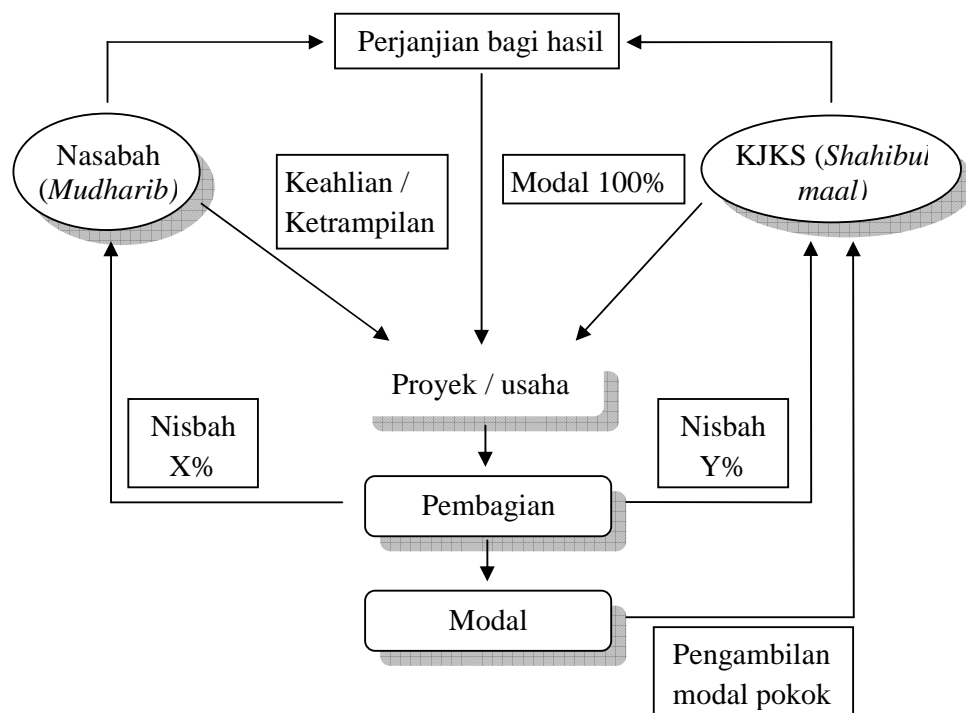 Perjanjian bagi hasil
Nasabah
(Mudharib)
Keahlian /
Ketrampilan
Modal 100%
KJKS (Shahibul
maal)
Proyek / usaha
Nisbah
X%
Nisbah
Y%
Pembagian
Modal
Pengambilan
modal pokok